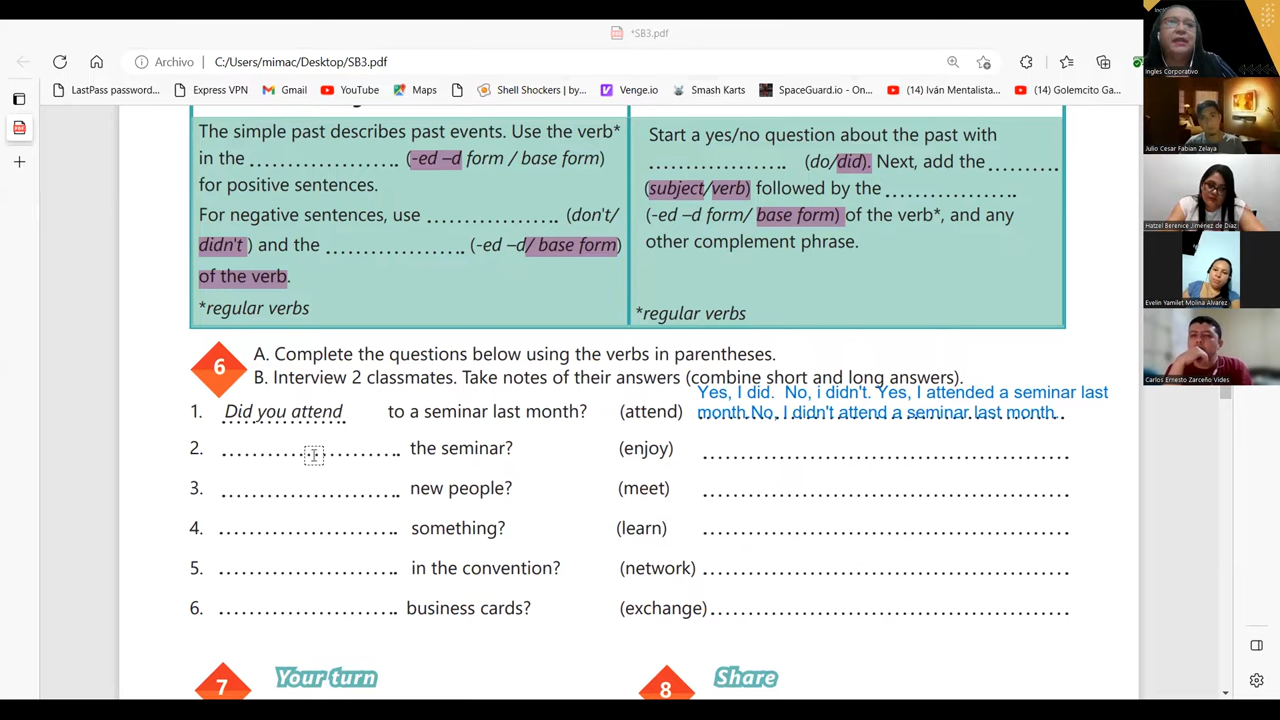 *SB3.pdf
Archivo C:/Users/mimac/Desktop/SB3.pdf
LastPass password... Express VPN Gmail YouTube Maps Shell Shockers | by... Venge.io Smash Karts SpaceGuard.io - On... (14) Iván Mentalista... (14) Golemcito Ga...
The simple past describes past events. Use the verb*
in the .................... (-ed –d form / base form)
for positive sentences.
For negative sentences, use .................. (don't/
didn't ) and the ................... (-ed –d/ base form)
of the verb.
*regular verbs
Start a yes/no question about the past with
................... (do/did). Next, add the ..........
(subject/verb) followed by the ..................
(-ed –d form/ base form) of the verb*, and any
other complement phrase.
*regular verbs
6 A. Complete the questions below using the verbs in parentheses.
B. Interview 2 classmates. Take notes of their answers (combine short and long answers).
1. Did you attend to a seminar last month? (attend) Yes, I did. No, i didn't. Yes, I attended a seminar last
month.No, I didn't attend a seminar last month.
2. ........................ the seminar? (enjoy) ................................................
3. ........................ new people? (meet) ................................................
4. ........................ something? (learn) ................................................
5. ........................ in the convention? (network) ................................................
6. ........................ business cards? (exchange) ................................................
7 Your turn
8 Share
Ingles Corporativo
Julio Cesar Fabian Zelaya
Hatzel Berenice Jiménez de Díaz
Evelin Yamilet Molina Alvarez
Carlos Ernesto Zarceño Vides